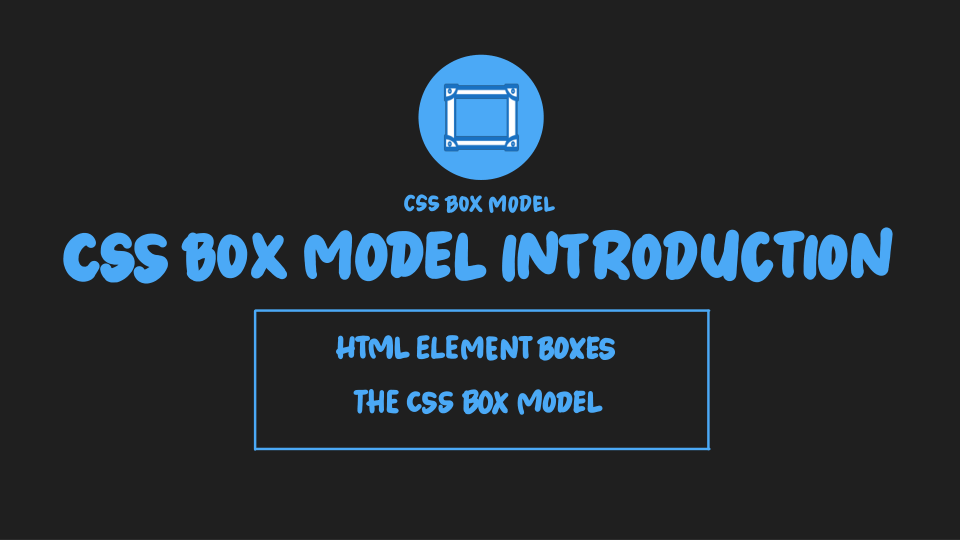 CSS BOX MODEL
CSS BOX MODEL INTRODUCTION
HTML ELEMENT BOXES
THE CSS BOX MODEL